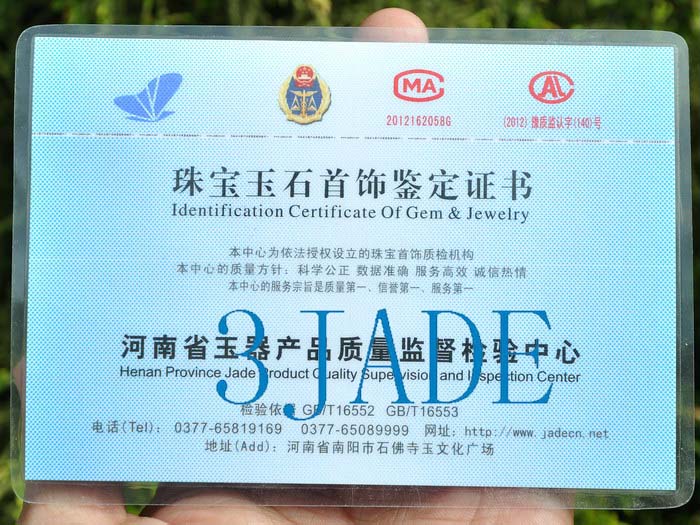 MA
2012162058G
AL
(2012) 豫质监认字(140)号
珠宝玉石首饰鉴定证书
Identification Certificate Of Gem & Jewelry
本中心为依法授权设立的珠宝首饰质检机构
本中心的质量方针：科学公正 数据准确 服务高效 诚信热情
本中心的服务宗旨是质量第一、信誉第一、服务第一
3 JADE
河南省玉器产品质量监督检验中心
Henan Province Jade Product Quality Supervision and Inspection Center
检验依据 GB/T16552 GB/T16553
电话(Tel): 0377-65819169 0377-65089999 网址: http://www.jadecn.net
地址(Add): 河南省南阳市石佛寺玉文化广场